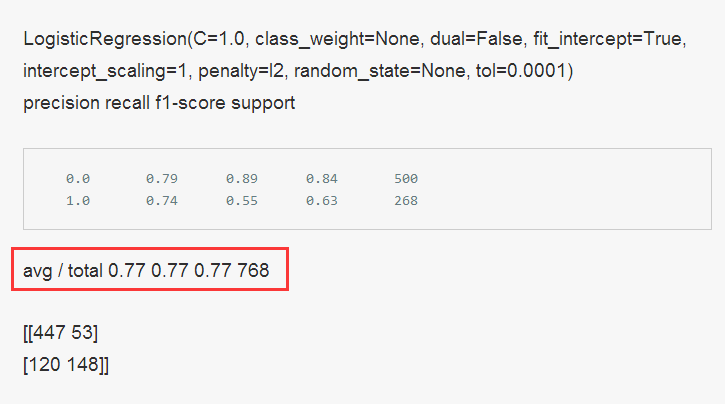 LogisticRegression(C=1.0, class_weight=None, dual=False, fit_intercept=True,
intercept_scaling=1, penalty=l2, random_state=None, tol=0.0001)
precision recall f1-score support
0.0 0.79 0.89 0.84 500
1.0 0.74 0.55 0.63 268
avg / total 0.77 0.77 0.77 768
[[447 53]
[120 148]]